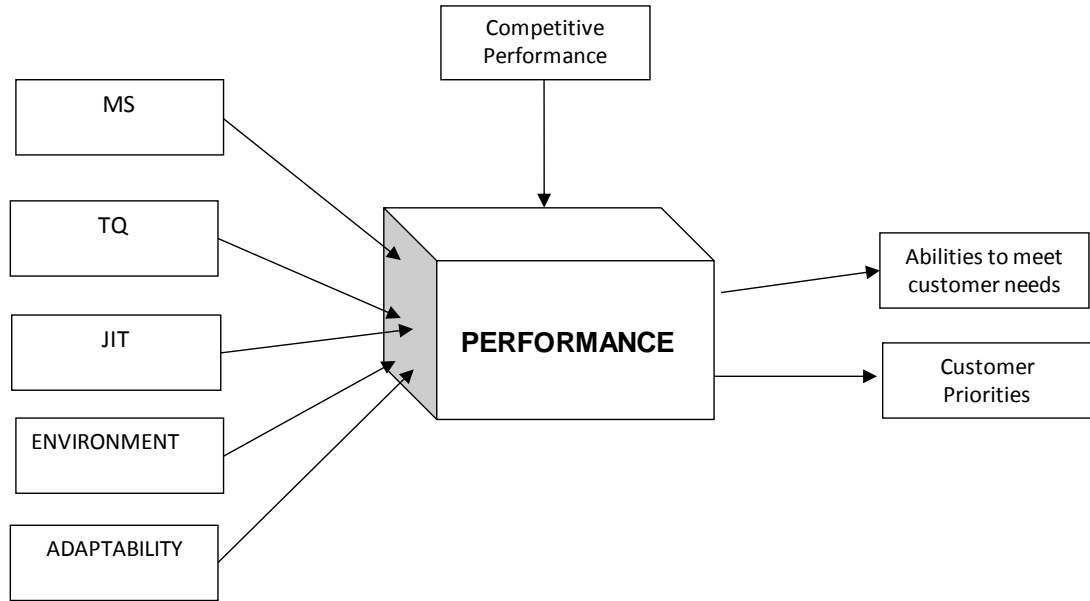 Competitive
Performance
MS
TQ
JIT
ENVIRONMENT
ADAPTABILITY
PERFORMANCE
Abilities to meet
customer needs
Customer
Priorities